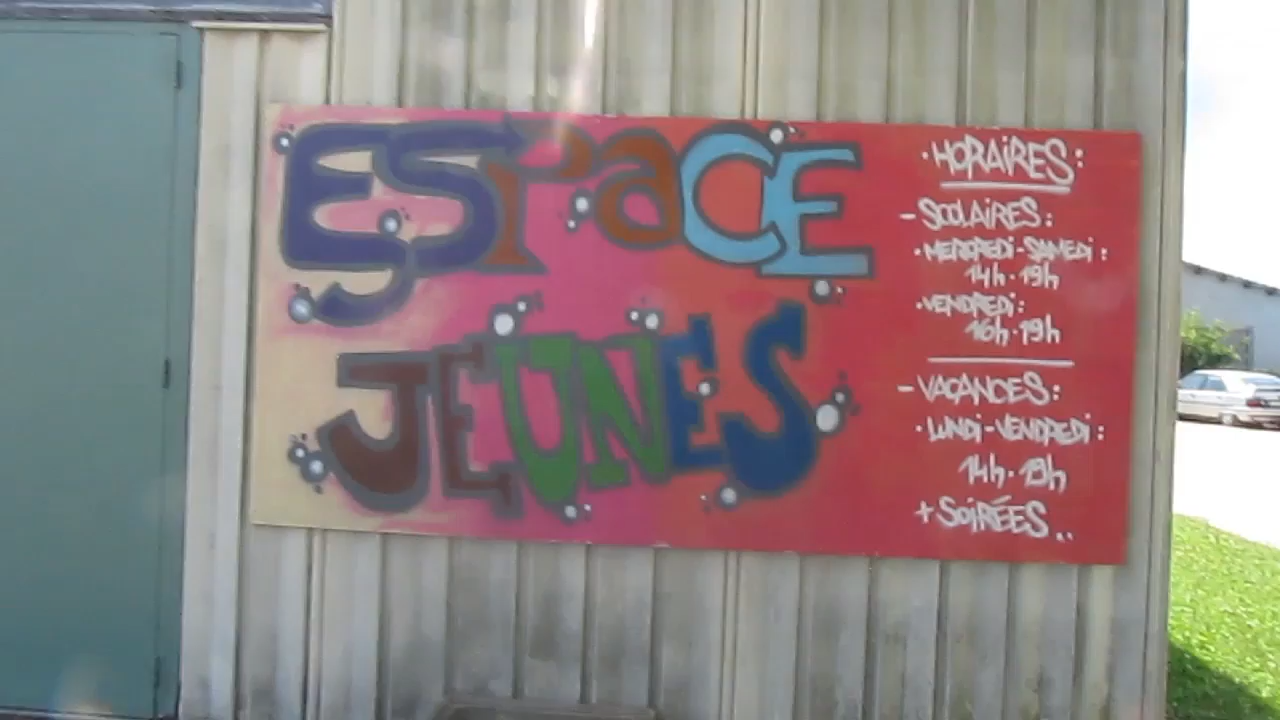 ESPaCE
JEUNES
·HORAiRES:
- SCOLAiRES:
·MERCREDi-SAMEDi:
14h·19h
·VENDREDi:
16h·19h
- VACANCES:
·LUNDi-VENDREDi:
14h·19h
+ SOiRÉES..